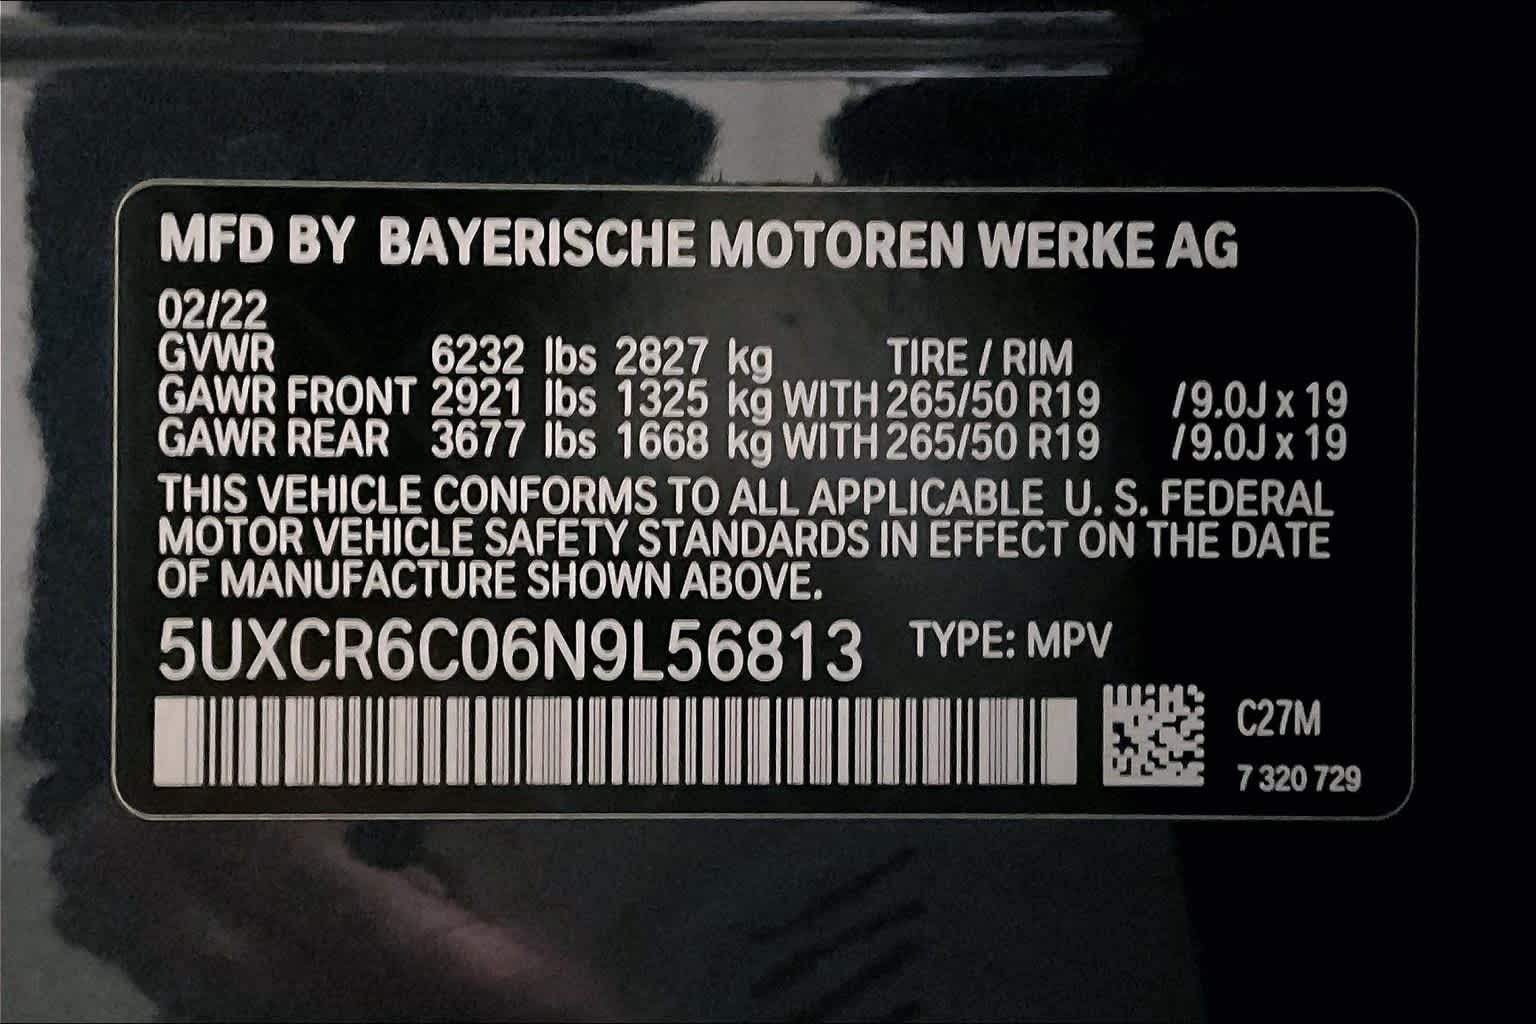 MFD BY BAYERISCHE MOTOREN WERKE AG
02/22
GVWR 6232 lbs 2827 kg TIRE / RIM
GAWR FRONT 2921 lbs 1325 kg WITH 265/50 R19 /9.0J x 19
GAWR REAR 3677 lbs 1668 kg WITH 265/50 R19 /9.0J x 19
THIS VEHICLE CONFORMS TO ALL APPLICABLE U. S. FEDERAL
MOTOR VEHICLE SAFETY STANDARDS IN EFFECT ON THE DATE
OF MANUFACTURE SHOWN ABOVE.
5UXCR6C06N9L56813 TYPE: MPV
C27M
7 320 729